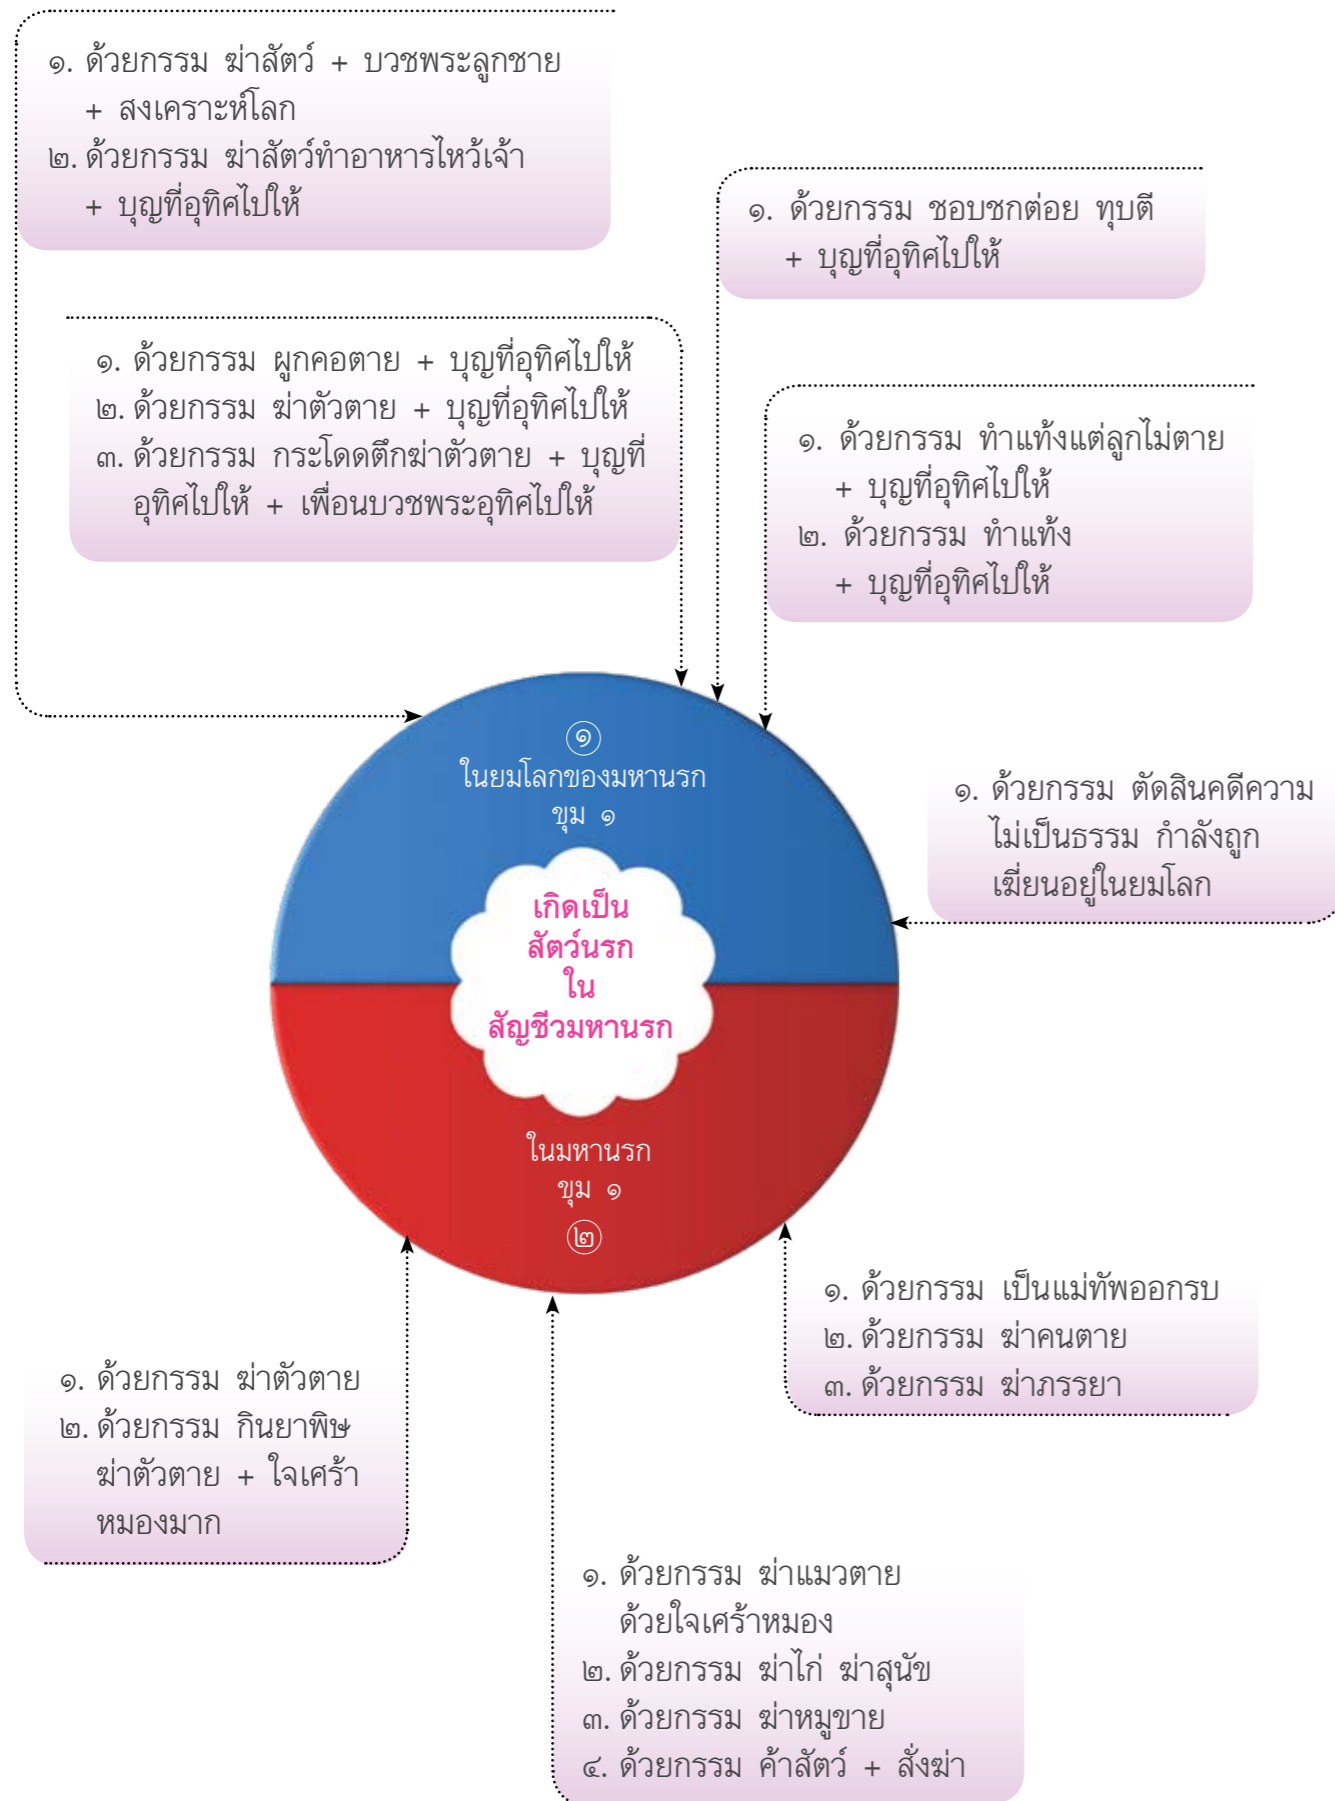 ๑. ด้วยกรรม ฆ่าสัตว์ + บวชพระลูกชาย
+ สงเคราะห์โลก
๒. ด้วยกรรม ฆ่าสัตว์ทำอาหารไหว้เจ้า
+ บุญที่อุทิศไปให้
๑. ด้วยกรรม ชอบชกต่อย ทุบตี
+ บุญที่อุทิศไปให้
๑. ด้วยกรรม ผูกคอตาย + บุญที่อุทิศไปให้
๒. ด้วยกรรม ฆ่าตัวตาย + บุญที่อุทิศไปให้
๓. ด้วยกรรม กระโดดตึกฆ่าตัวตาย + บุญที่
อุทิศไปให้ + เพื่อนบวชพระอุทิศไปให้
๑. ด้วยกรรม ทำแท้งแต่ลูกไม่ตาย
+ บุญที่อุทิศไปให้
๒. ด้วยกรรม ทำแท้ง
+ บุญที่อุทิศไปให้
๑
ในยมโลกของมหานรก
ขุม ๑
๑. ด้วยกรรม ตัดสินคดีความ
ไม่เป็นธรรม กำลังถูก
เฆี่ยนอยู่ในยมโลก
เกิดเป็น
สัตว์นรก
ใน
สัญชีวมหานรก
ในมหานรก
ขุม ๑
๒
๑. ด้วยกรรม เป็นแม่ทัพออกรบ
๒. ด้วยกรรม ฆ่าคนตาย
๓. ด้วยกรรม ฆ่าภรรยา
๑. ด้วยกรรม ฆ่าตัวตาย
๒. ด้วยกรรม กินยาพิษ
ฆ่าตัวตาย + ใจเศร้า
หมองมาก
๑. ด้วยกรรม ฆ่าแมวตาย
ด้วยใจเศร้าหมอง
๒. ด้วยกรรม ฆ่าไก่ ฆ่าสุนัข
๓. ด้วยกรรม ฆ่าหมูขาย
๔. ด้วยกรรม ค้าสัตว์ + สั่งฆ่า